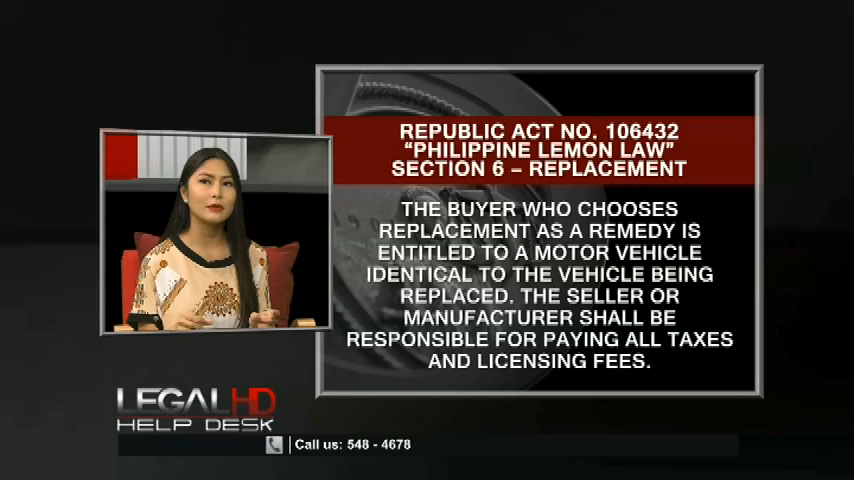 REPUBLIC ACT NO. 106432
"PHILIPPINE LEMON LAW"
SECTION 6 – REPLACEMENT
THE BUYER WHO CHOOSES
REPLACEMENT AS A REMEDY IS
ENTITLED TO A MOTOR VEHICLE
IDENTICAL TO THE VEHICLE BEING
REPLACED. THE SELLER OR
MANUFACTURER SHALL BE
RESPONSIBLE FOR PAYING ALL TAXES
AND LICENSING FEES.
LEGALHD
HELP DESK
Call us: 548 - 4678